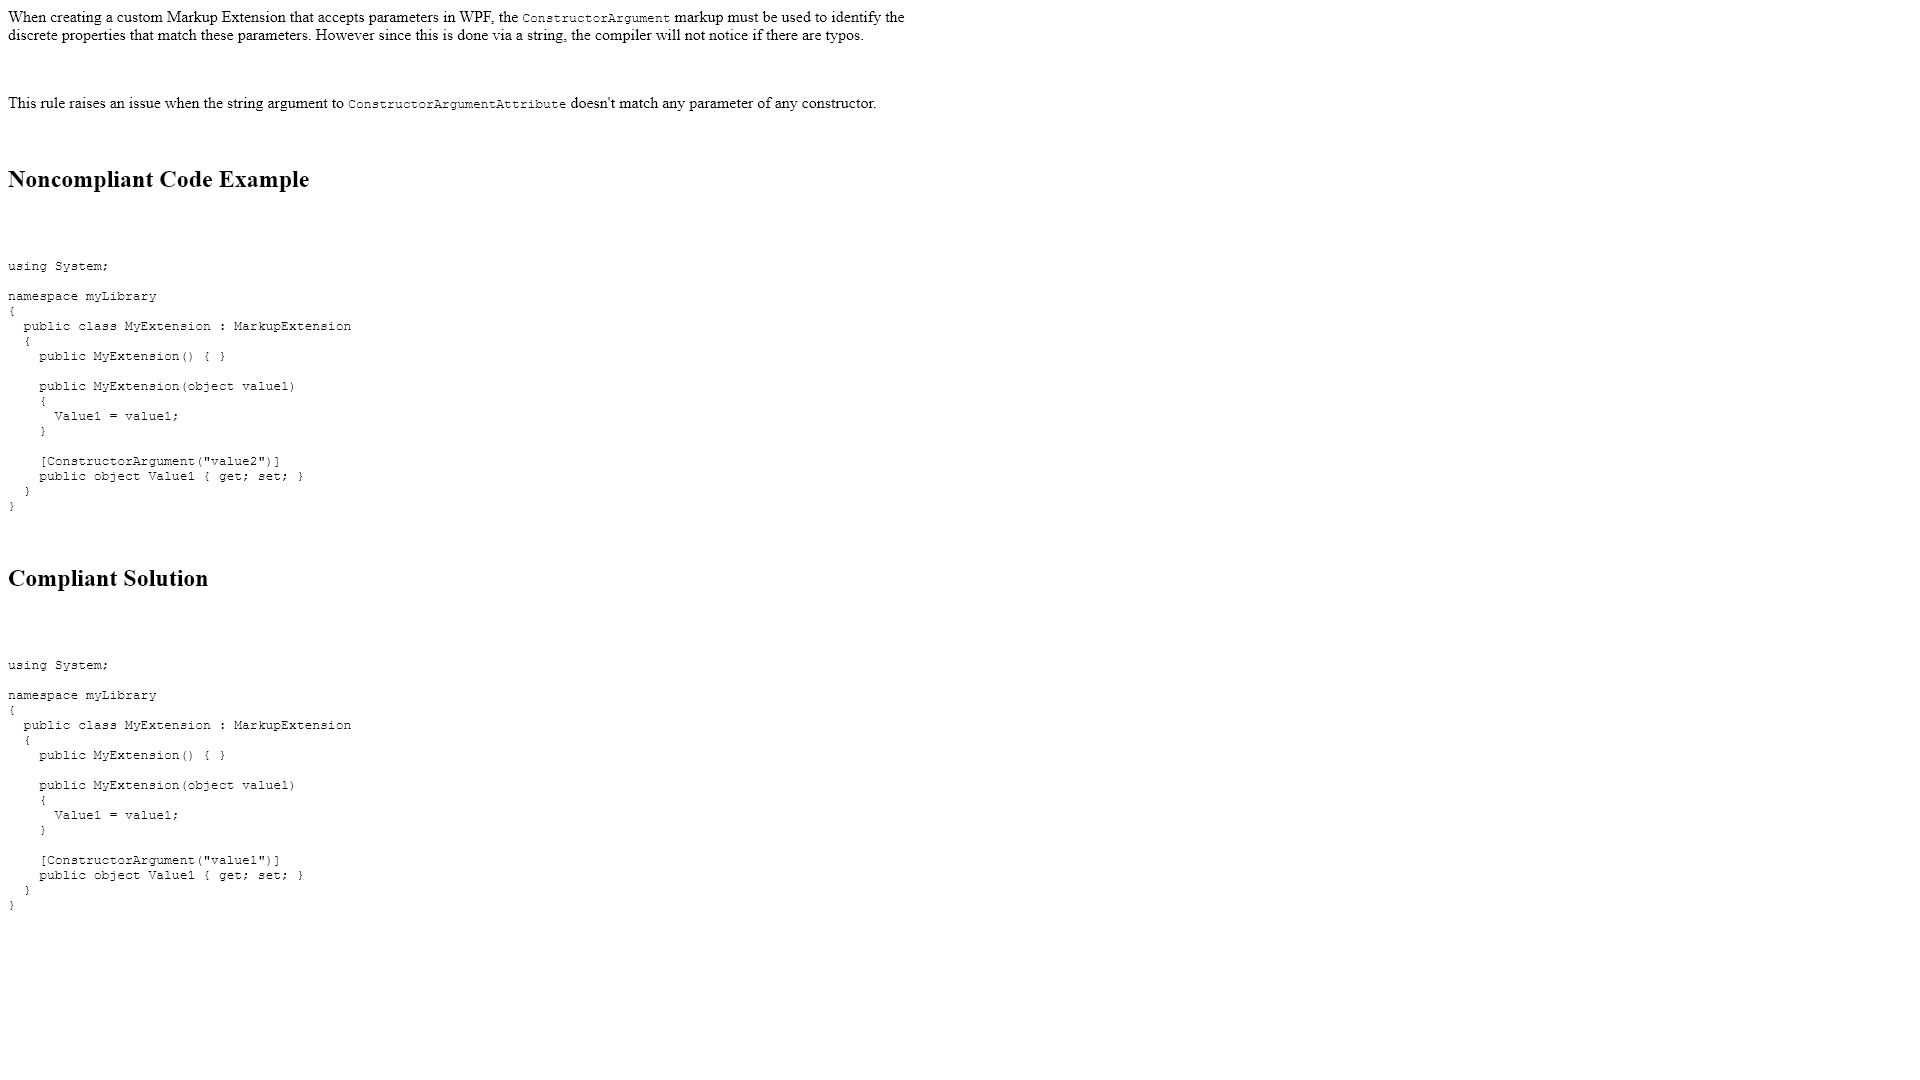 When creating a custom Markup Extension that accepts parameters in WPF, the ConstructorArgument markup must be used to identify the
discrete properties that match these parameters. However since this is done via a string, the compiler will not notice if there are typos.
This rule raises an issue when the string argument to ConstructorArgumentAttribute doesn't match any parameter of any constructor.
Noncompliant Code Example
using System;
namespace myLibrary
{
  public class MyExtension : MarkupExtension
  {
    public MyExtension() { }
    public MyExtension(object value1)
    {
      Value1 = value1;
    }
    [ConstructorArgument("value2")]
    public object Value1 { get; set; }
  }
}
Compliant Solution
using System;
namespace myLibrary
{
  public class MyExtension : MarkupExtension
  {
    public MyExtension() { }
    public MyExtension(object value1)
    {
      Value1 = value1;
    }
    [ConstructorArgument("value1")]
    public object Value1 { get; set; }
  }
}